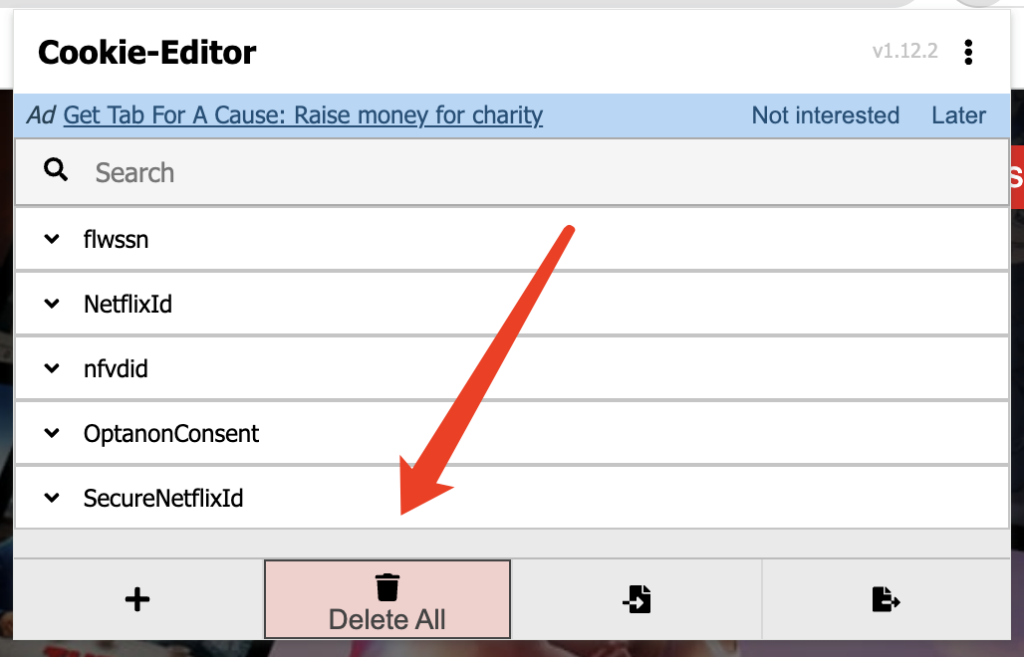 Cookie-Editor
v1.12.2
Ad Get Tab For A Cause: Raise money for charity Not interested Later
Search
S
flwssn
NetflixId
nfvdid
OptanonConsent
SecureNetflixId
Delete All